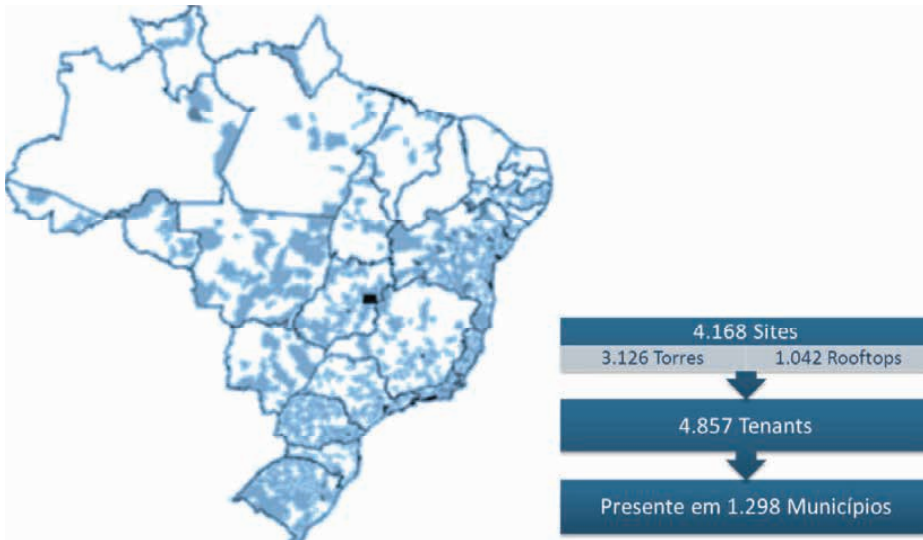 4.168 Sites
3.126 Torres 1.042 Rooftops
4.857 Tenants
Presente em 1.298 Municípios